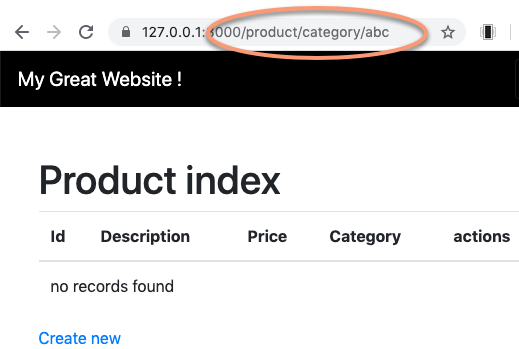 127.0.0.1:8000/product/category/abc
My Great Website !
Product index
Id Description Price Category actions
no records found
Create new